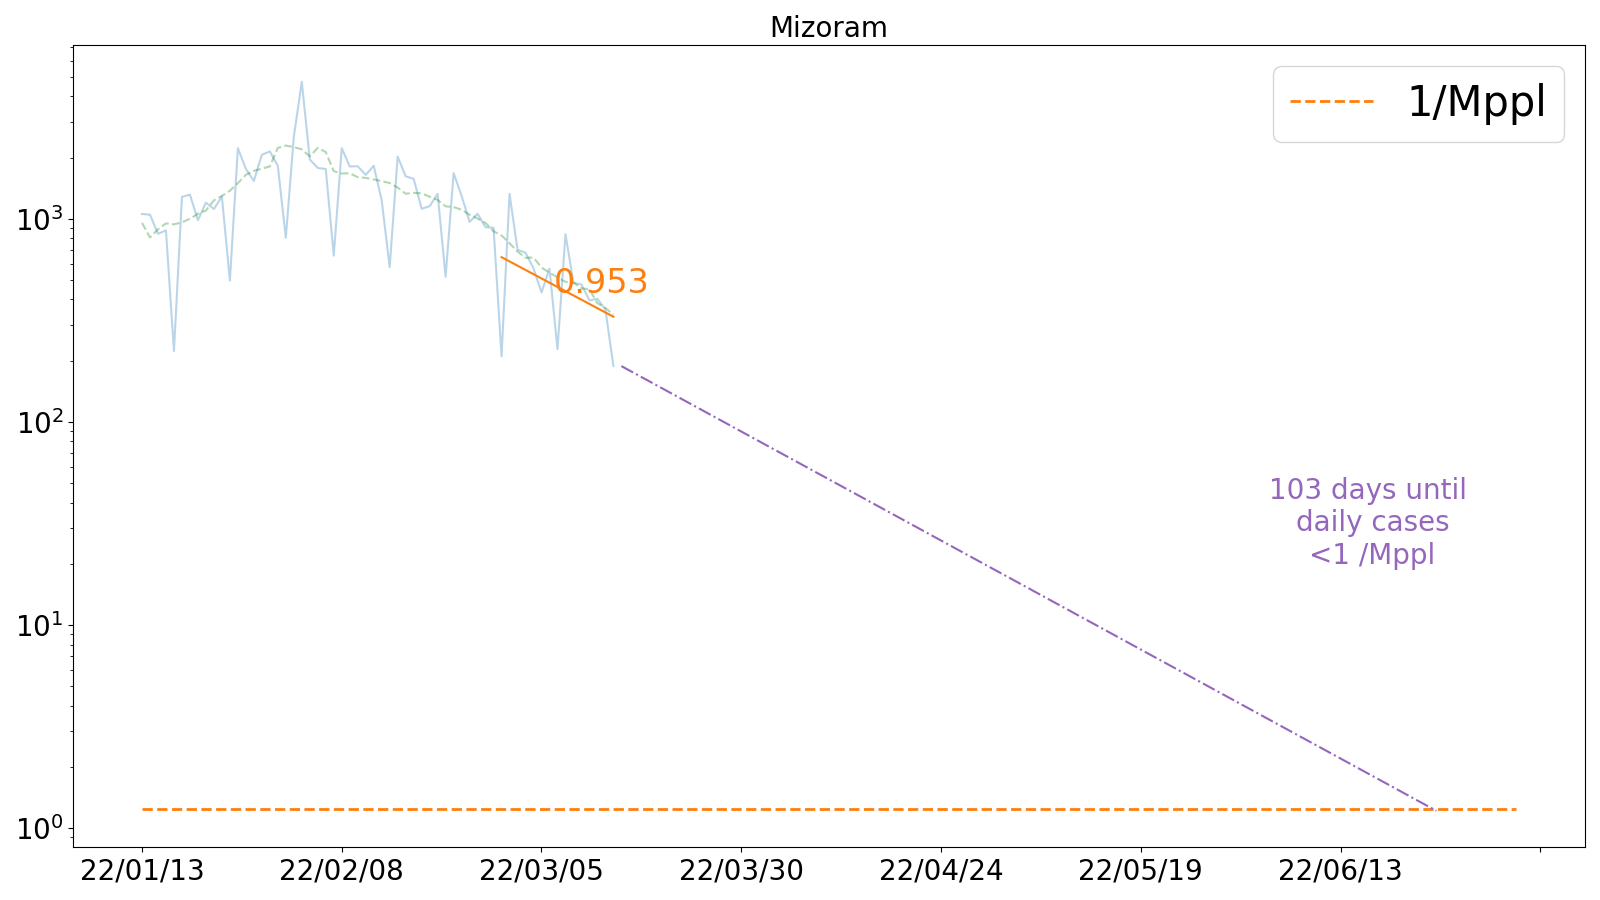 Mizoram
1/Mppl
0.953
103 days until
daily cases
<1 /Mppl
10³
10²
10¹
10⁰
22/01/13
22/02/08
22/03/05
22/03/30
22/04/24
22/05/19
22/06/13